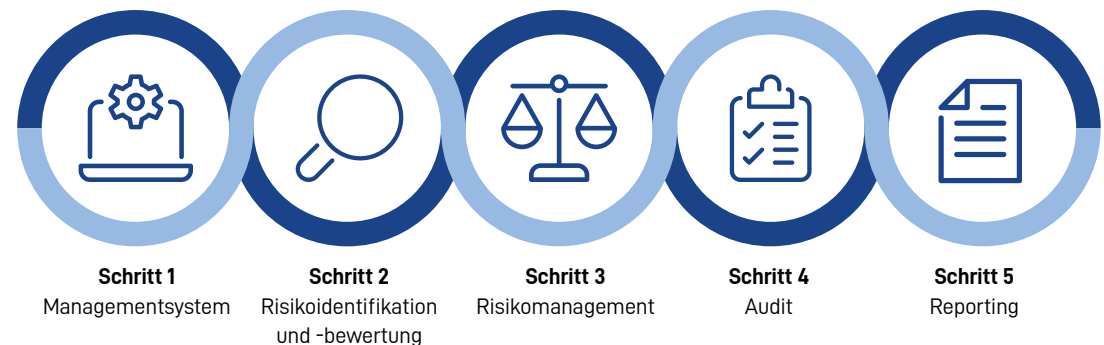 Schritt 1
Managementsystem
Schritt 2
Risikoidentifikation
und -bewertung
Schritt 3
Risikomanagement
Schritt 4
Audit
Schritt 5
Reporting